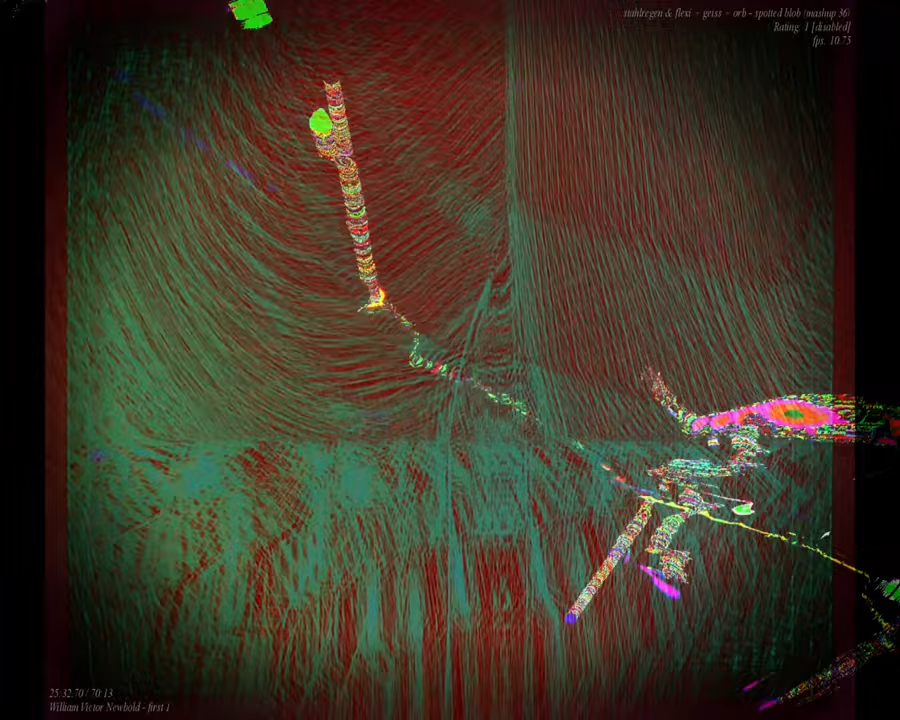 stahlregen & flexi + geiss + orb - spotted blob (mashup 36)
Rating: 1 [disabled]
fps: 10.75
25:32.70 / 70:13
William Victor Newbold - first 1